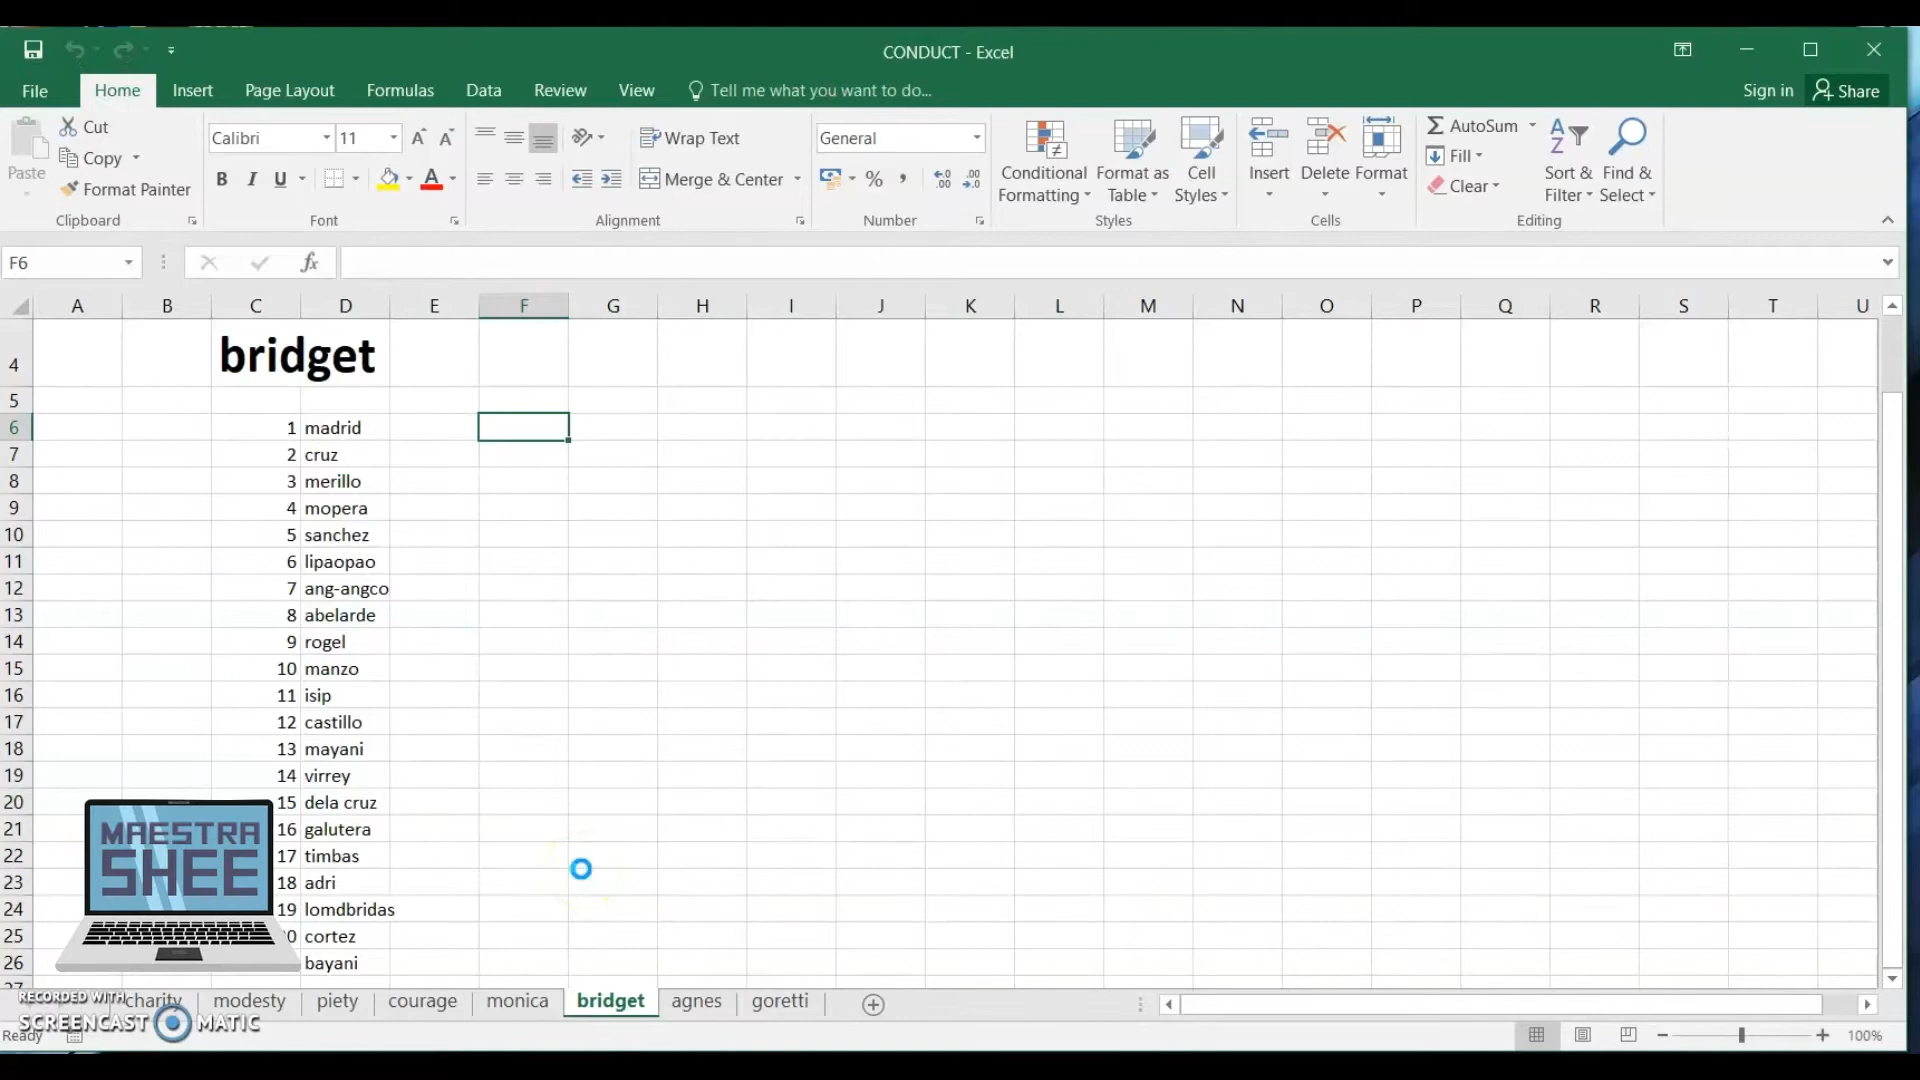 CONDUCT - Excel
File Home Insert Page Layout Formulas Data Review View Tell me what you want to do... Sign in Share
Cut
Copy
Format Painter
Paste
Clipboard
Calibri 11
B I U A
Font
Wrap Text
Merge & Center
Alignment
General
% , .00
Number
Conditional Formatting
Format as Table
Cell Styles
Styles
Insert Delete Format
Cells
AutoSum
Fill
Clear
Sort & Filter
Find & Select
Editing
F6 fx
A B C D E F G H I J K L M N O P Q R S T U
4 bridget
5
6 1 madrid
7 2 cruz
8 3 merillo
9 4 mopera
10 5 sanchez
11 6 lipaopao
12 7 ang-angco
13 8 abelarde
14 9 rogel
15 10 manzo
16 11 isip
17 12 castillo
18 13 mayani
19 14 virrey
20 15 dela cruz
21 16 galutera
22 17 timbas
23 18 adri
24 19 lomdbridas
25 cortez
26 bayani
MAESTRA
SHEE
charity modesty piety courage monica bridget agnes goretti
RECORDED WITH
SCREENCAST MATIC
Ready 100%